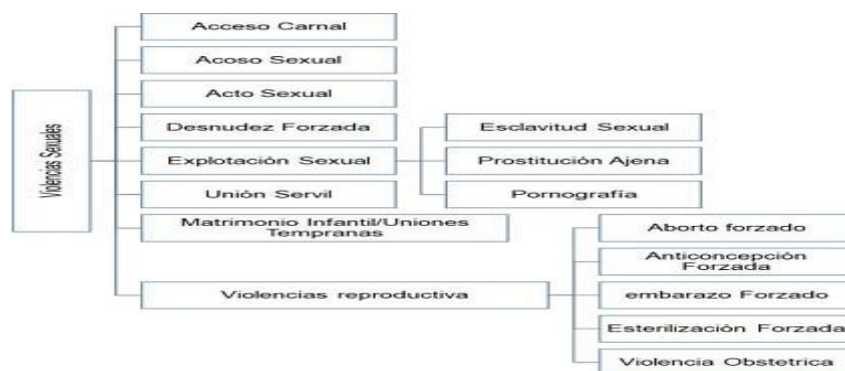 Violencias Sexuales
Acceso Carnal
Acoso Sexual
Acto Sexual
Desnudez Forzada
Explotación Sexual
Esclavitud Sexual
Prostitución Ajena
Pornografía
Unión Servil
Matrimonio Infantil/Uniones
Tempranas
Violencias reproductiva
Aborto forzado
Anticoncepción
Forzada
embarazo Forzado
Esterilización Forzada
Violencia Obstetrica